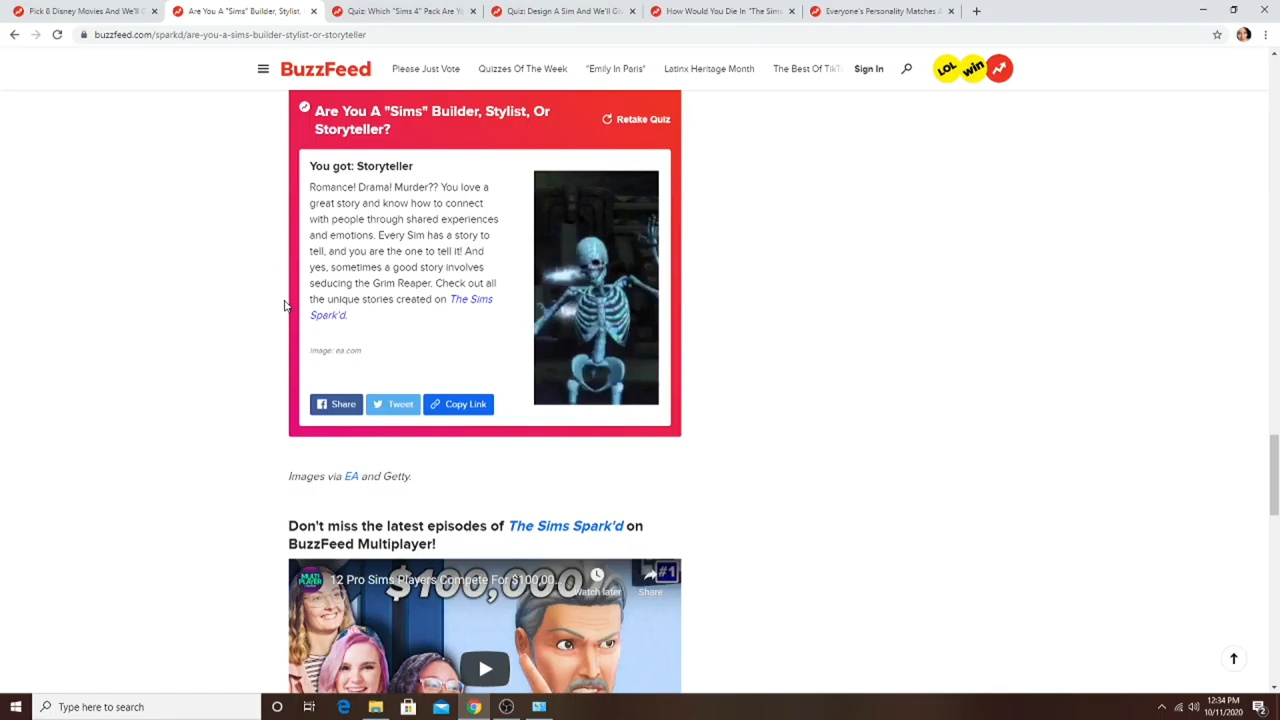 Pick 8 Disney Movies And We'll G
Are You A "Sims" Builder, Stylist,
Quiz: Which "Sims 4" Pack Are Yo
Quiz: Design A Sim And We'll Giv
How Would You Die In "The Sims
Everyone's Personality Matches A
buzzfeed.com/sparkd/are-you-a-sims-builder-stylist-or-storyteller
BuzzFeed
Please Just Vote
Quizzes Of The Week
"Emily In Paris"
Latinx Heritage Month
The Best Of TikTo
Sign In
LOL
win
Are You A "Sims" Builder, Stylist, Or
Storyteller?
Retake Quiz
You got: Storyteller
Romance! Drama! Murder?? You love a
great story and know how to connect
with people through shared experiences
and emotions. Every Sim has a story to
tell, and you are the one to tell it! And
yes, sometimes a good story involves
seducing the Grim Reaper. Check out all
the unique stories created on The Sims
Spark'd.
Image: ea.com
Share
Tweet
Copy Link
Images via EA and Getty.
Don't miss the latest episodes of The Sims Spark'd on
BuzzFeed Multiplayer!
MULTI
PLAYER
12 Pro Sims Players Compete For $100,00...
$100,000
Watch later
Share
#1
Type here to search
12:34 PM
10/11/2020
2